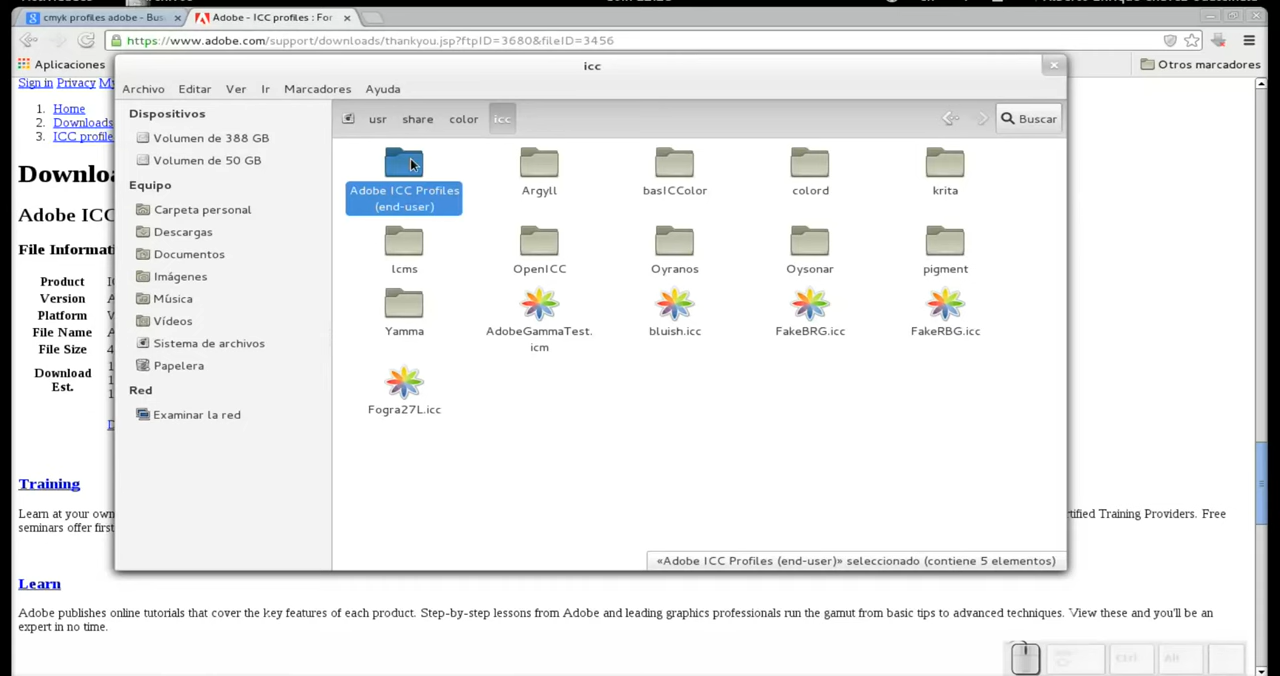 cmyk profiles adobe - Bus
Adobe - ICC profiles : For
https://www.adobe.com/support/downloads/thankyou.jsp?ftpID=3680&fileID=3456
Aplicaciones
Otros marcadores
Sign in Privacy My
1. Home
2. Downloads
3. ICC profile
Downlo
Adobe ICC
File Informati
Product
Version A
Platform
File Name A
File Size 4
Download Est.
icc
Archivo Editar Ver Ir Marcadores Ayuda
Dispositivos
Volumen de 388 GB
Volumen de 50 GB
Equipo
Carpeta personal
Descargas
Documentos
Imágenes
Música
Vídeos
Sistema de archivos
Papelera
Red
Examinar la red
usr share color icc
Buscar
Adobe ICC Profiles
(end-user)
Argyll
basICColor
colord
krita
lcms
OpenICC
Oyranos
Oysonar
pigment
Yamma
AdobeGammaTest.
icm
bluish.icc
FakeBRG.icc
FakeRBG.icc
Fogra27L.icc
«Adobe ICC Profiles (end-user)» seleccionado (contiene 5 elementos)
Training
Learn at your own
tified Training Providers. Free
seminars offer first
Learn
Adobe publishes online tutorials that cover the key features of each product. Step-by-step lessons from Adobe and leading graphics professionals run the gamut from basic tips to advanced techniques. View these and you'll be an
expert in no time.
Ctrl
Alt